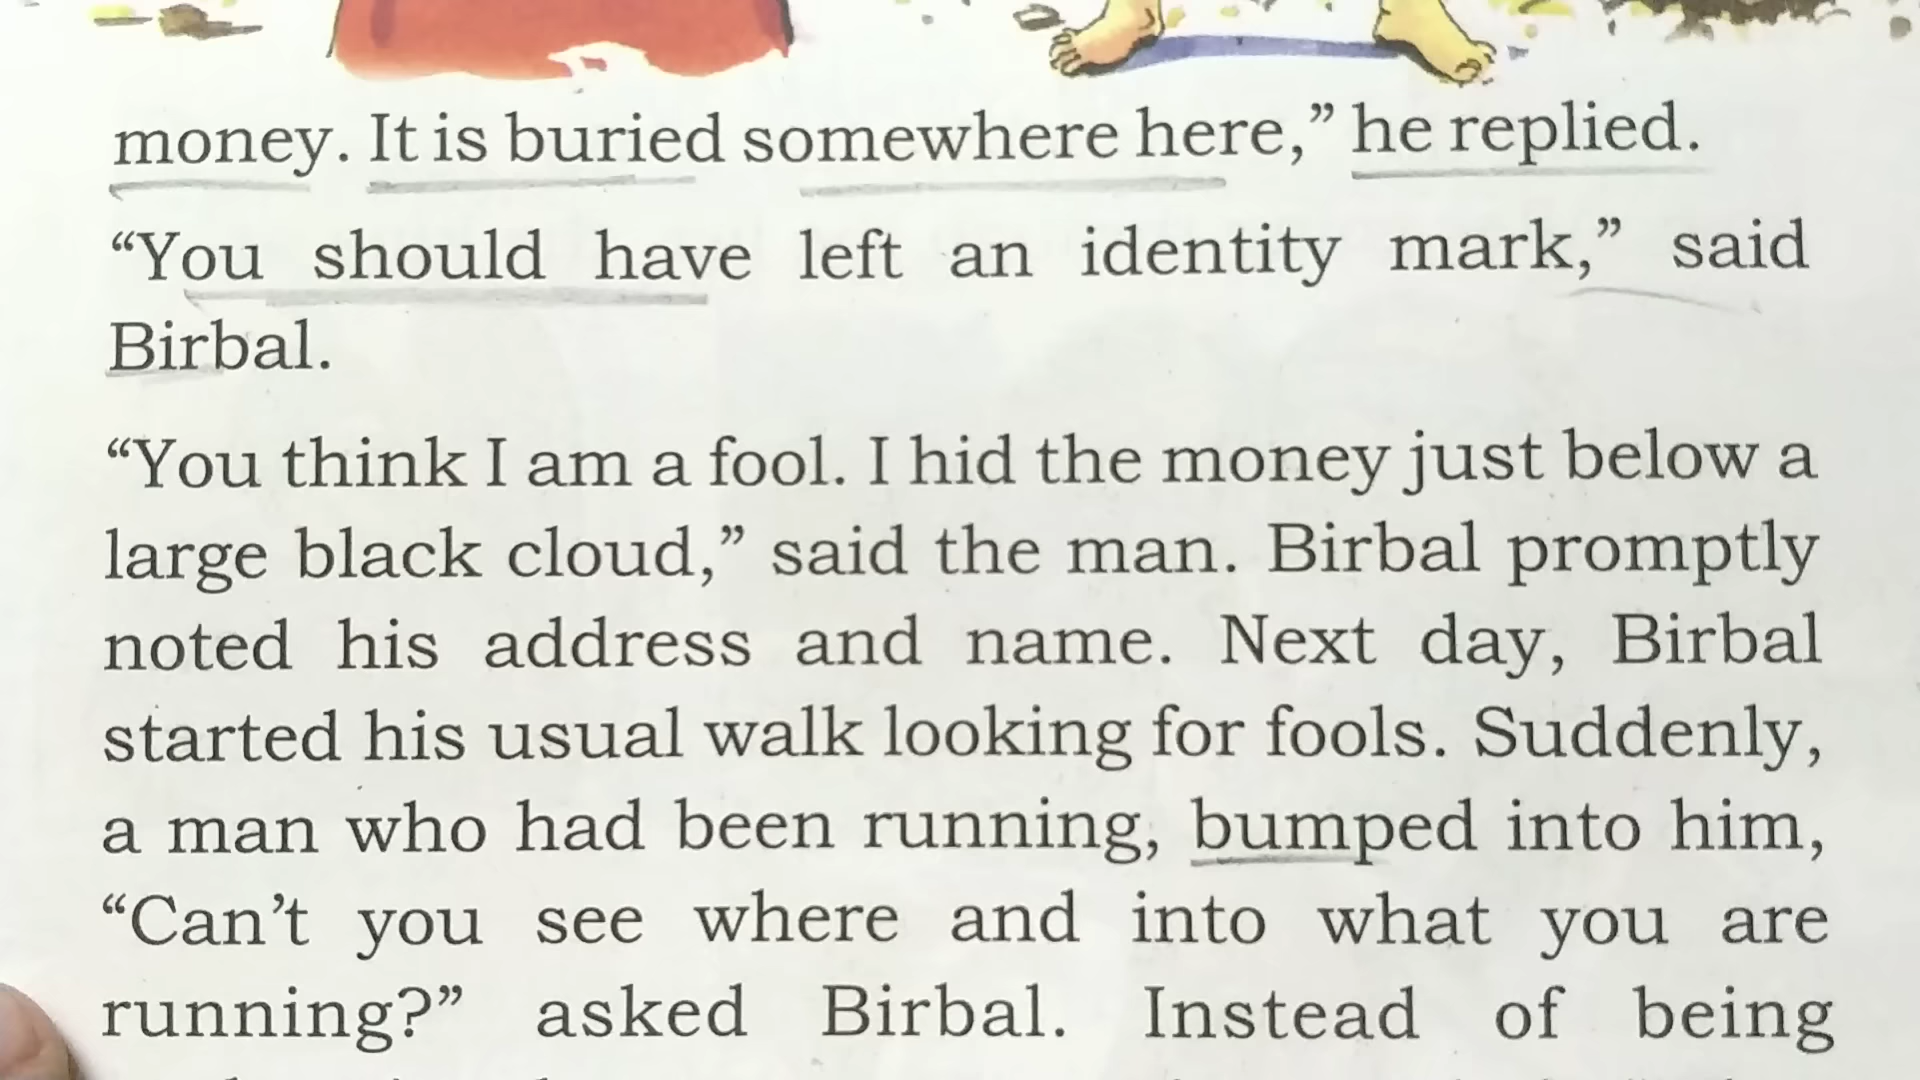 money. It is buried somewhere here,” he replied.
“You should have left an identity mark,” said
Birbal.
“You think I am a fool. I hid the money just below a
large black cloud,” said the man. Birbal promptly
noted his address and name. Next day, Birbal
started his usual walk looking for fools. Suddenly,
a man who had been running, bumped into him,
“Can’t you see where and into what you are
running?” asked Birbal. Instead of being